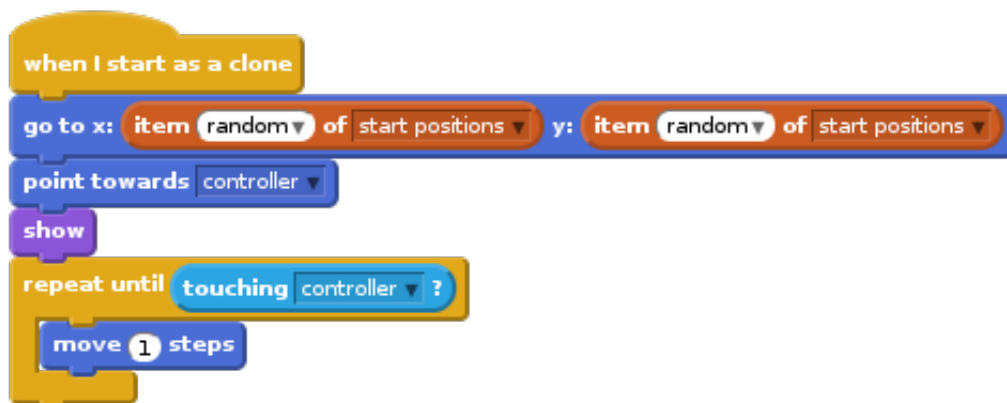 when I start as a clone
go to x: item random of start positions y: item random of start positions
point towards controller
show
repeat until touching controller ?
move 1 steps